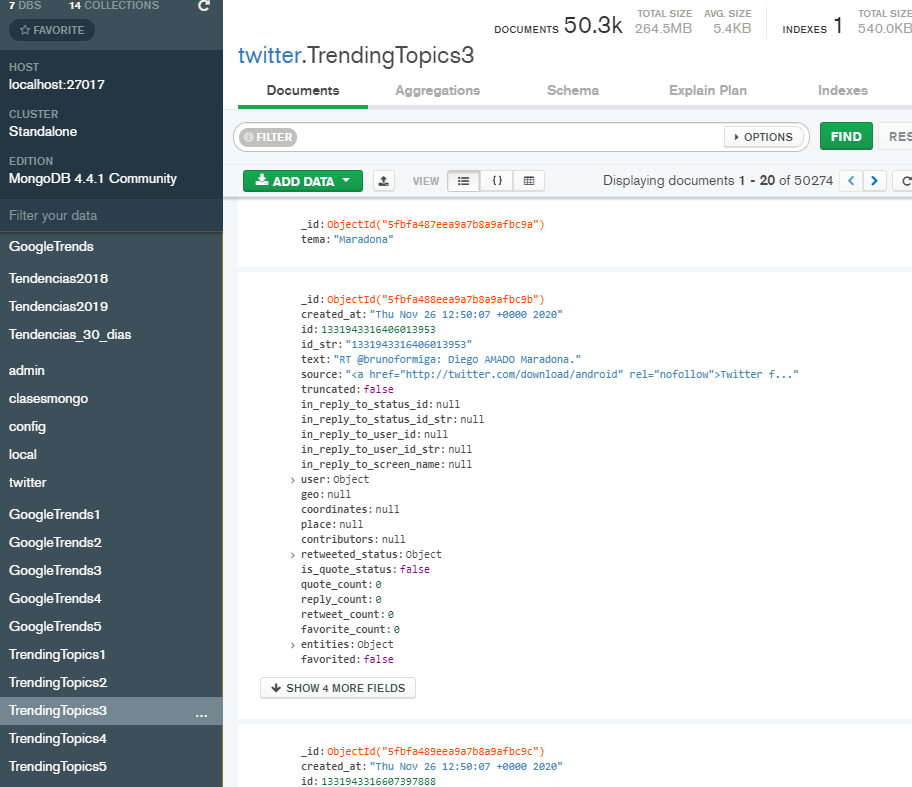 7 DBS 14 COLLECTIONS
FAVORITE
HOST
localhost:27017
CLUSTER
Standalone
EDITION
MongoDB 4.4.1 Community
Filter your data
GoogleTrends
Tendencias2018
Tendencias2019
Tendencias_30_dias
admin
clasesmongo
config
local
twitter
GoogleTrends1
GoogleTrends2
GoogleTrends3
GoogleTrends4
GoogleTrends5
TrendingTopics1
TrendingTopics2
TrendingTopics3 ...
TrendingTopics4
TrendingTopics5
DOCUMENTS 50.3k TOTAL SIZE 264.5MB AVG. SIZE 5.4KB INDEXES 1 TOTAL SIZE 540.0KB
twitter.TrendingTopics3
Documents Aggregations Schema Explain Plan Indexes
FILTER OPTIONS FIND RES
ADD DATA VIEW {} Displaying documents 1 - 20 of 50274
_id: ObjectId("5fbfa487eea9a7b8a9afbc9a")
tema: "Maradona"
_id: ObjectId("5fbfa488eea9a7b8a9afbc9b")
created_at: "Thu Nov 26 12:50:07 +0000 2020"
id: 1331943316406013953
id_str: "1331943316406013953"
text: "RT @brunoformiga: Diego AMADO Maradona."
source: "<a href="http://twitter.com/download/android" rel="nofollow">Twitter f..."
truncated: false
in_reply_to_status_id: null
in_reply_to_status_id_str: null
in_reply_to_user_id: null
in_reply_to_user_id_str: null
in_reply_to_screen_name: null
user: Object
geo: null
coordinates: null
place: null
contributors: null
retweeted_status: Object
is_quote_status: false
quote_count: 0
reply_count: 0
retweet_count: 0
favorite_count: 0
entities: Object
favorited: false
SHOW 4 MORE FIELDS
_id: ObjectId("5fbfa489eea9a7b8a9afbc9c")
created_at: "Thu Nov 26 12:50:07 +0000 2020"
id: 1331943316607397888